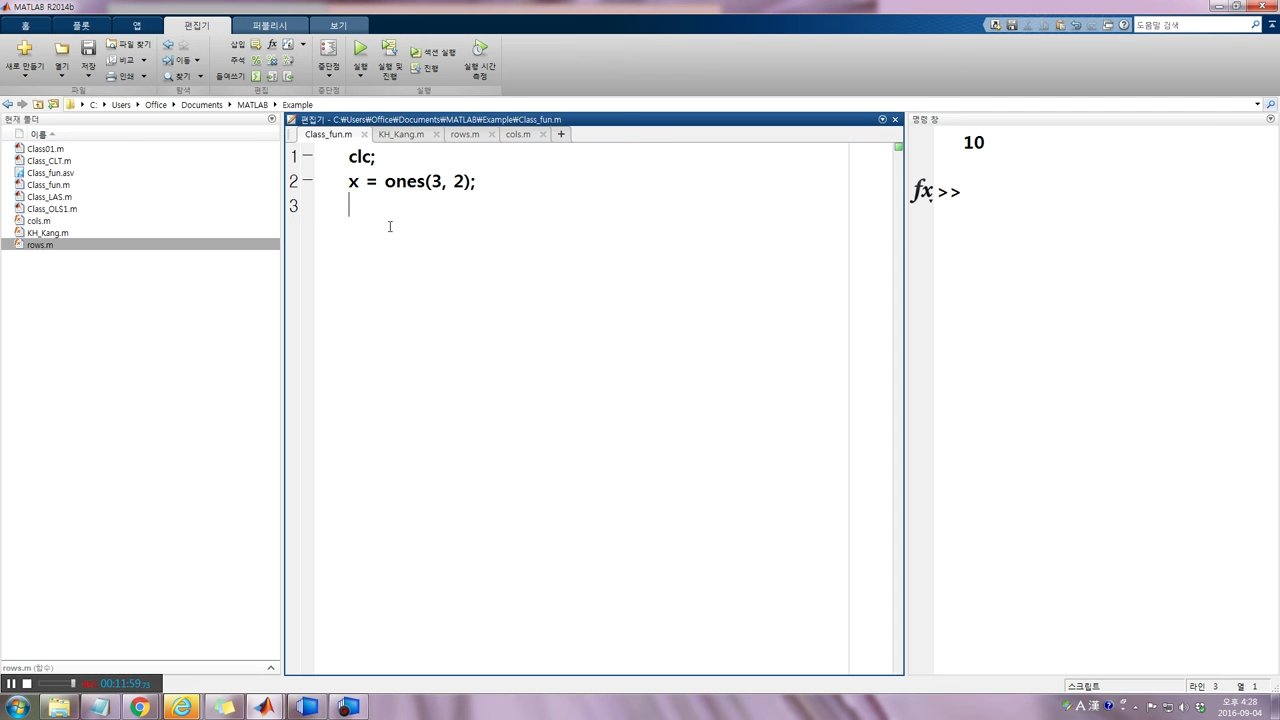 MATLAB R2014b
홈 플롯 앱 편집기 퍼블리시 보기
도움말 검색
새로 만들기 열기 저장 파일 찾기 비교 인쇄
이동 찾기
삽입 주석 들여쓰기
중단점 실행 실행 및 진행 섹션 실행 진행 실행 시간 측정
파일 탐색 편집 실행
C: Users Office Documents MATLAB Example
현재 폴더
이름
Class01.m
Class_CLT.m
Class_fun.asv
Class_fun.m
Class_LAS.m
Class_OLS1.m
cols.m
KH_Kang.m
rows.m
rows.m (함수)
00:11:59
편집기 - C:₩Users₩Office₩Documents₩MATLAB₩Example₩Class_fun.m
Class_fun.m KH_Kang.m rows.m cols.m
1 clc;
2 x = ones(3, 2);
3
명령 창
10
fx >>
스크립트 라인 3 열 1
A 漢
오후 4:28
2016-09-04